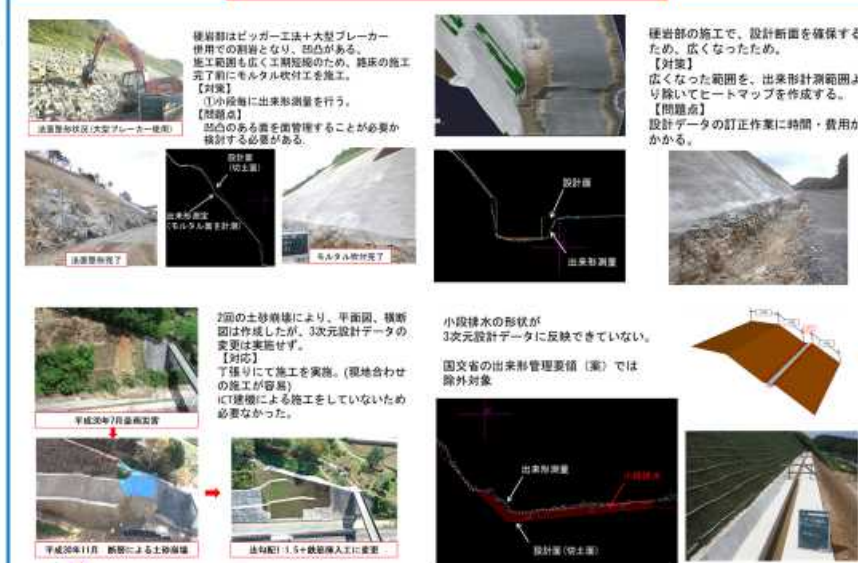 硬岩部はビッガー工法+大型ブレーカー
併用での割岩となり、凹凸がある。
施工範囲も広く工期短縮のため、路床の施工
完了前にモルタル吹付工を施工。
【対策】
①小段毎に出来形測量を行う。
【問題点】
凹凸のある面を面管理することが必要か
検討する必要がある。
法面整形状況(大型ブレーカー使用)
設計面
(切土面)
出来形測定
(モルタル面を計測)
法面整形完了
モルタル吹付完了
硬岩部の施工で、設計断面を確保する
ため、広くなったため。
【対策】
広くなった範囲を、出来形計測範囲よ
り除いてヒートマップを作成する。
【問題点】
設計データの訂正作業に時間・費用が
かかる。
設計面
出来形測量
2回の土砂崩壊により、平面図、横断
図は作成したが、3次元設計データの
変更は実施せず。
【対応】
丁張りにて施工を実施。(現地合わせ
の施工が容易)
ICT建機による施工をしていないため
必要なかった。
平成30年7月豪雨災害
平成30年11月 断層による土砂崩壊
法勾配1:1.5+鉄筋挿入工に変更
小段排水の形状が
3次元設計データに反映できていない。
国交省の出来形管理要領(案)では
除外対象
出来形測量
小段排水
設計面(切土面)